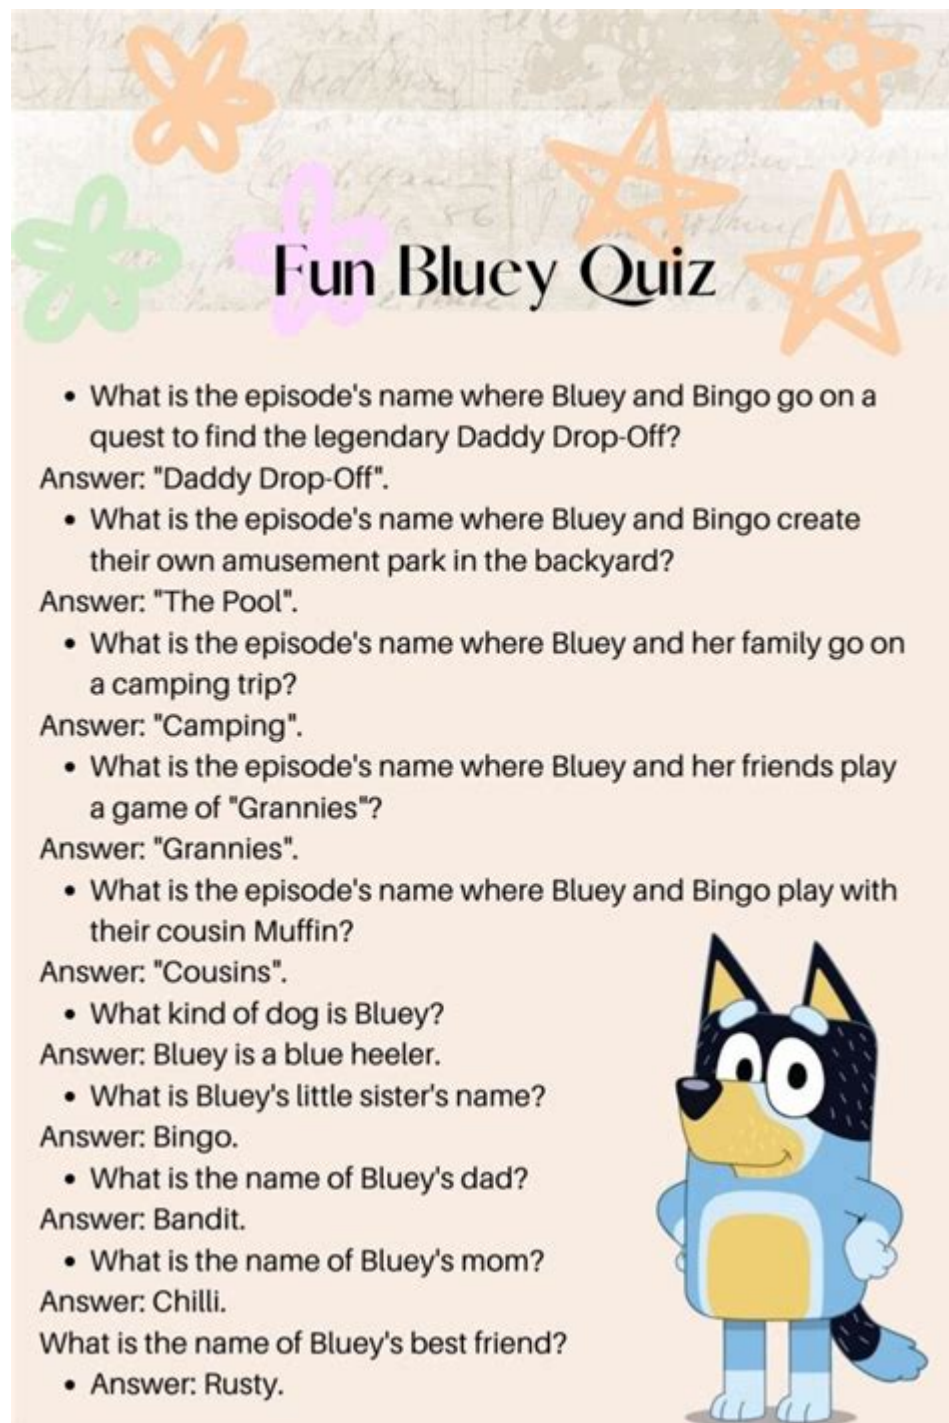 Fun Bluey Quiz
• What is the episode's name where Bluey and Bingo go on a
quest to find the legendary Daddy Drop-Off?
Answer: "Daddy Drop-Off".
• What is the episode's name where Bluey and Bingo create
their own amusement park in the backyard?
Answer: "The Pool".
• What is the episode's name where Bluey and her family go on
a camping trip?
Answer: "Camping".
• What is the episode's name where Bluey and her friends play
a game of "Grannies"?
Answer: "Grannies".
• What is the episode's name where Bluey and Bingo play with
their cousin Muffin?
Answer: "Cousins".
• What kind of dog is Bluey?
Answer: Bluey is a blue heeler.
• What is Bluey's little sister's name?
Answer: Bingo.
• What is the name of Bluey's dad?
Answer: Bandit.
• What is the name of Bluey's mom?
Answer: Chilli.
What is the name of Bluey's best friend?
• Answer: Rusty.